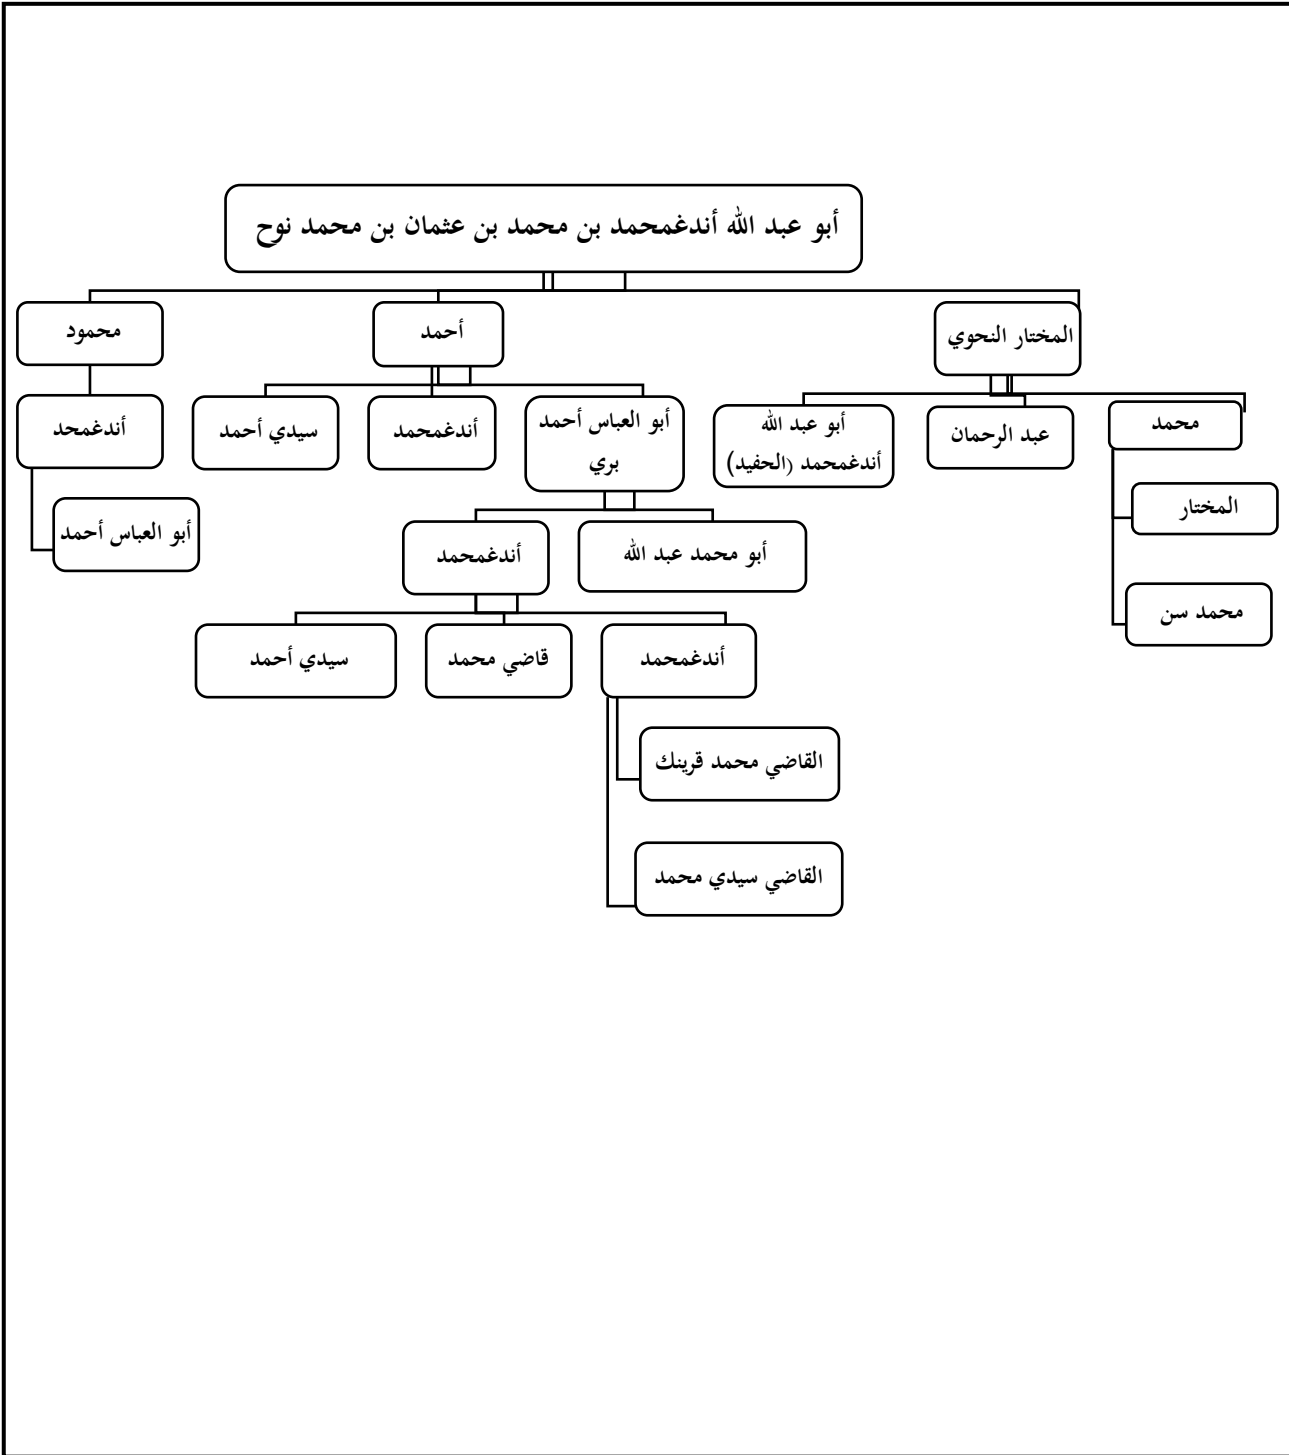 أبو عبد الله أندغمحمد بن محمد بن عثمان بن محمد نوح
المختار النحوي
أحمد
محمود
محمد
عبد الرحمان
أبو عبد الله
أندغمحمد (الحفيد)
أبو العباس أحمد
بري
أندغمحمد
سيدي أحمد
أندغمحد
المختار
محمد سن
أبو محمد عبد الله
أندغمحمد
أبو العباس أحمد
أندغمحمد
قاضي محمد
سيدي أحمد
القاضي محمد قرينك
القاضي سيدي محمد